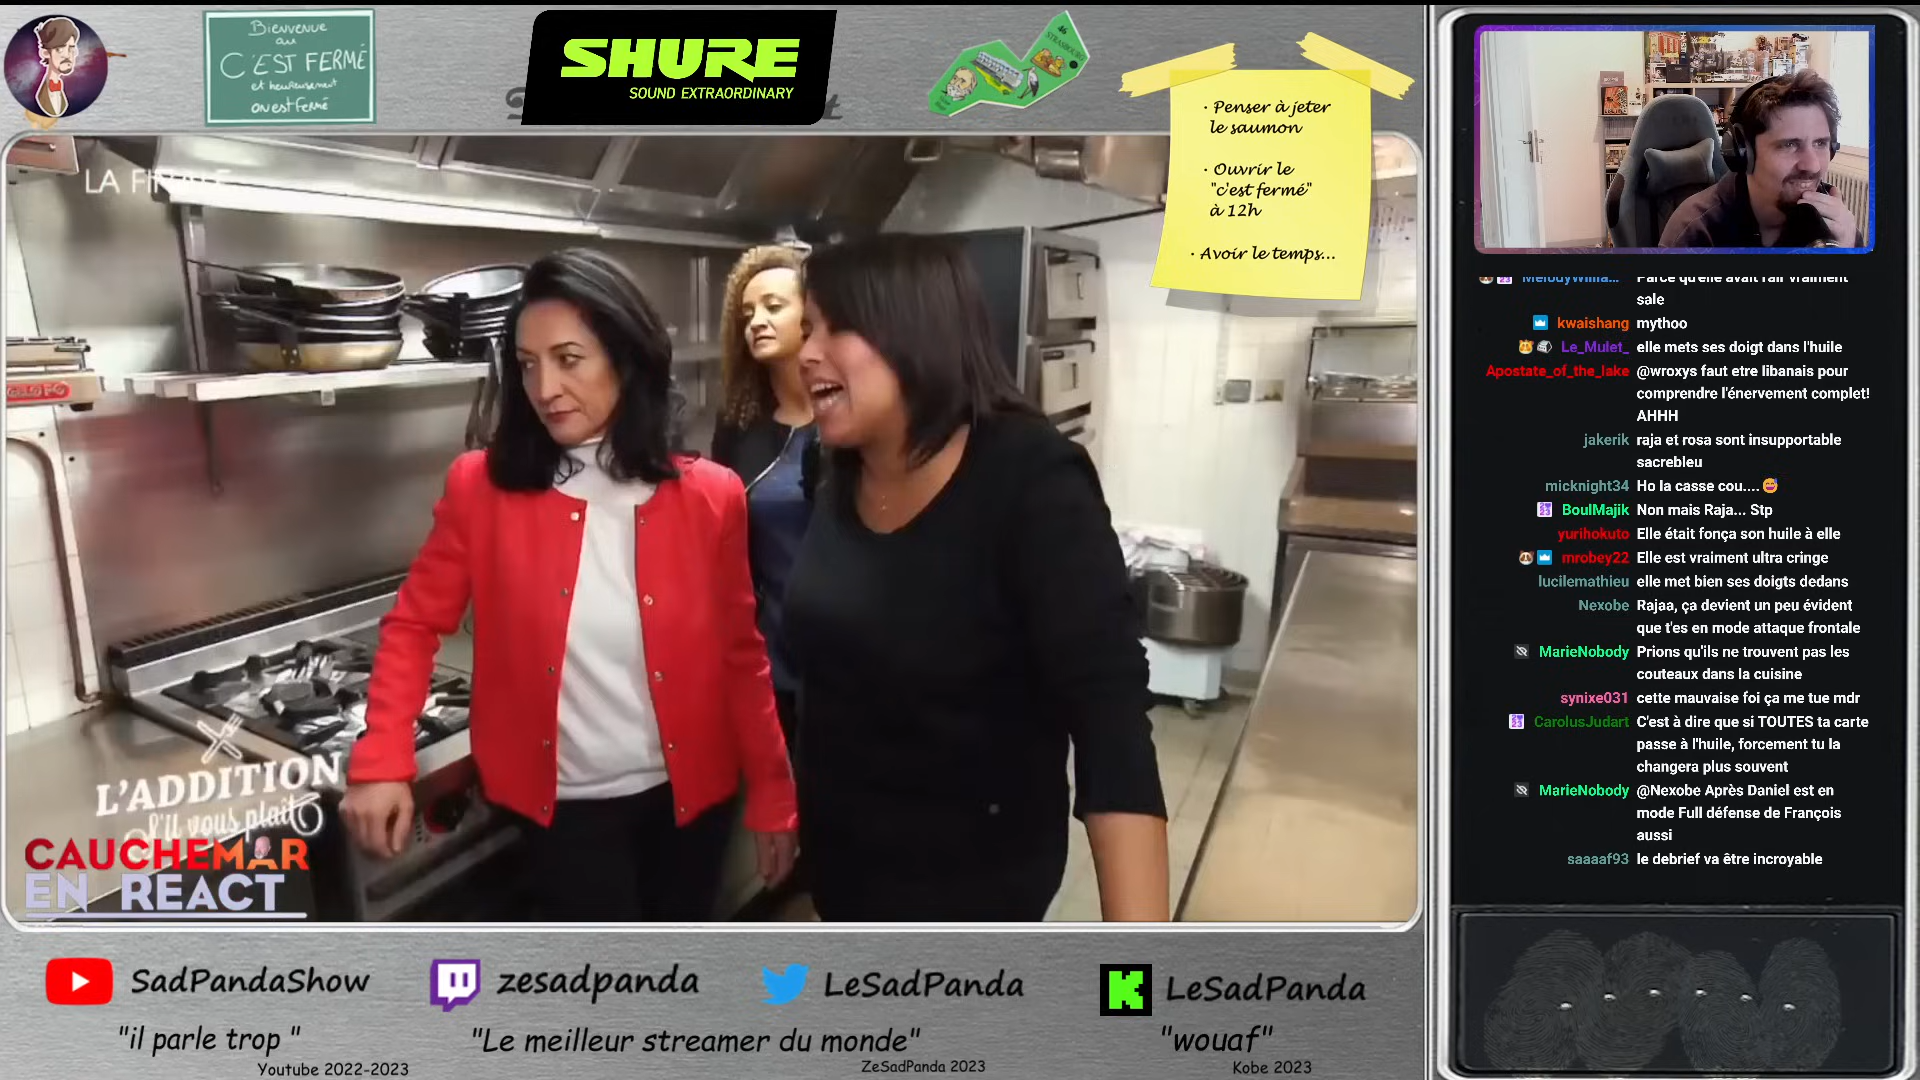 Bienvenue
au
C'EST FERMÉ
et heureusement
on est fermé
SHURE
SOUND EXTRAORDINARY
STRASBOURG
· Penser à jeter
le saumon
· Ouvrir le
"c'est fermé"
à 12h
· Avoir le temps...
LA FINALE
L'ADDITION
s'il vous plaît
CAUCHEMAR
EN REACT
Parce qu'elle avait l'air vraiment
sale
kwaishang mythoo
Le_Mulet_ elle mets ses doigt dans l'huile
Apostate_of_the_lake @wroxys faut etre libanais pour
comprendre l'énervement complet!
AHHH
jakerik raja et rosa sont insupportable
sacrebleu
micknight34 Ho la casse cou....😅
BoulMajik Non mais Raja... Stp
yurihokuto Elle était fonça son huile à elle
mrobey22 Elle est vraiment ultra cringe
lucilemathieu elle met bien ses doigts dedans
Nexobe Rajaa, ça devient un peu évident
que t'es en mode attaque frontale
MarieNobody Prions qu'ils ne trouvent pas les
couteaux dans la cuisine
synixe031 cette mauvaise foi ça me tue mdr
CarolusJudart C'est à dire que si TOUTES ta carte
passe à l'huile, forcement tu la
changera plus souvent
MarieNobody @Nexobe Après Daniel est en
mode Full défense de François
aussi
saaaaf93 le debrief va être incroyable
SadPandaShow
"il parle trop "
Youtube 2022-2023
zesadpanda
"Le meilleur streamer du monde"
ZeSadPanda 2023
LeSadPanda
LeSadPanda
"wouaf"
Kobe 2023